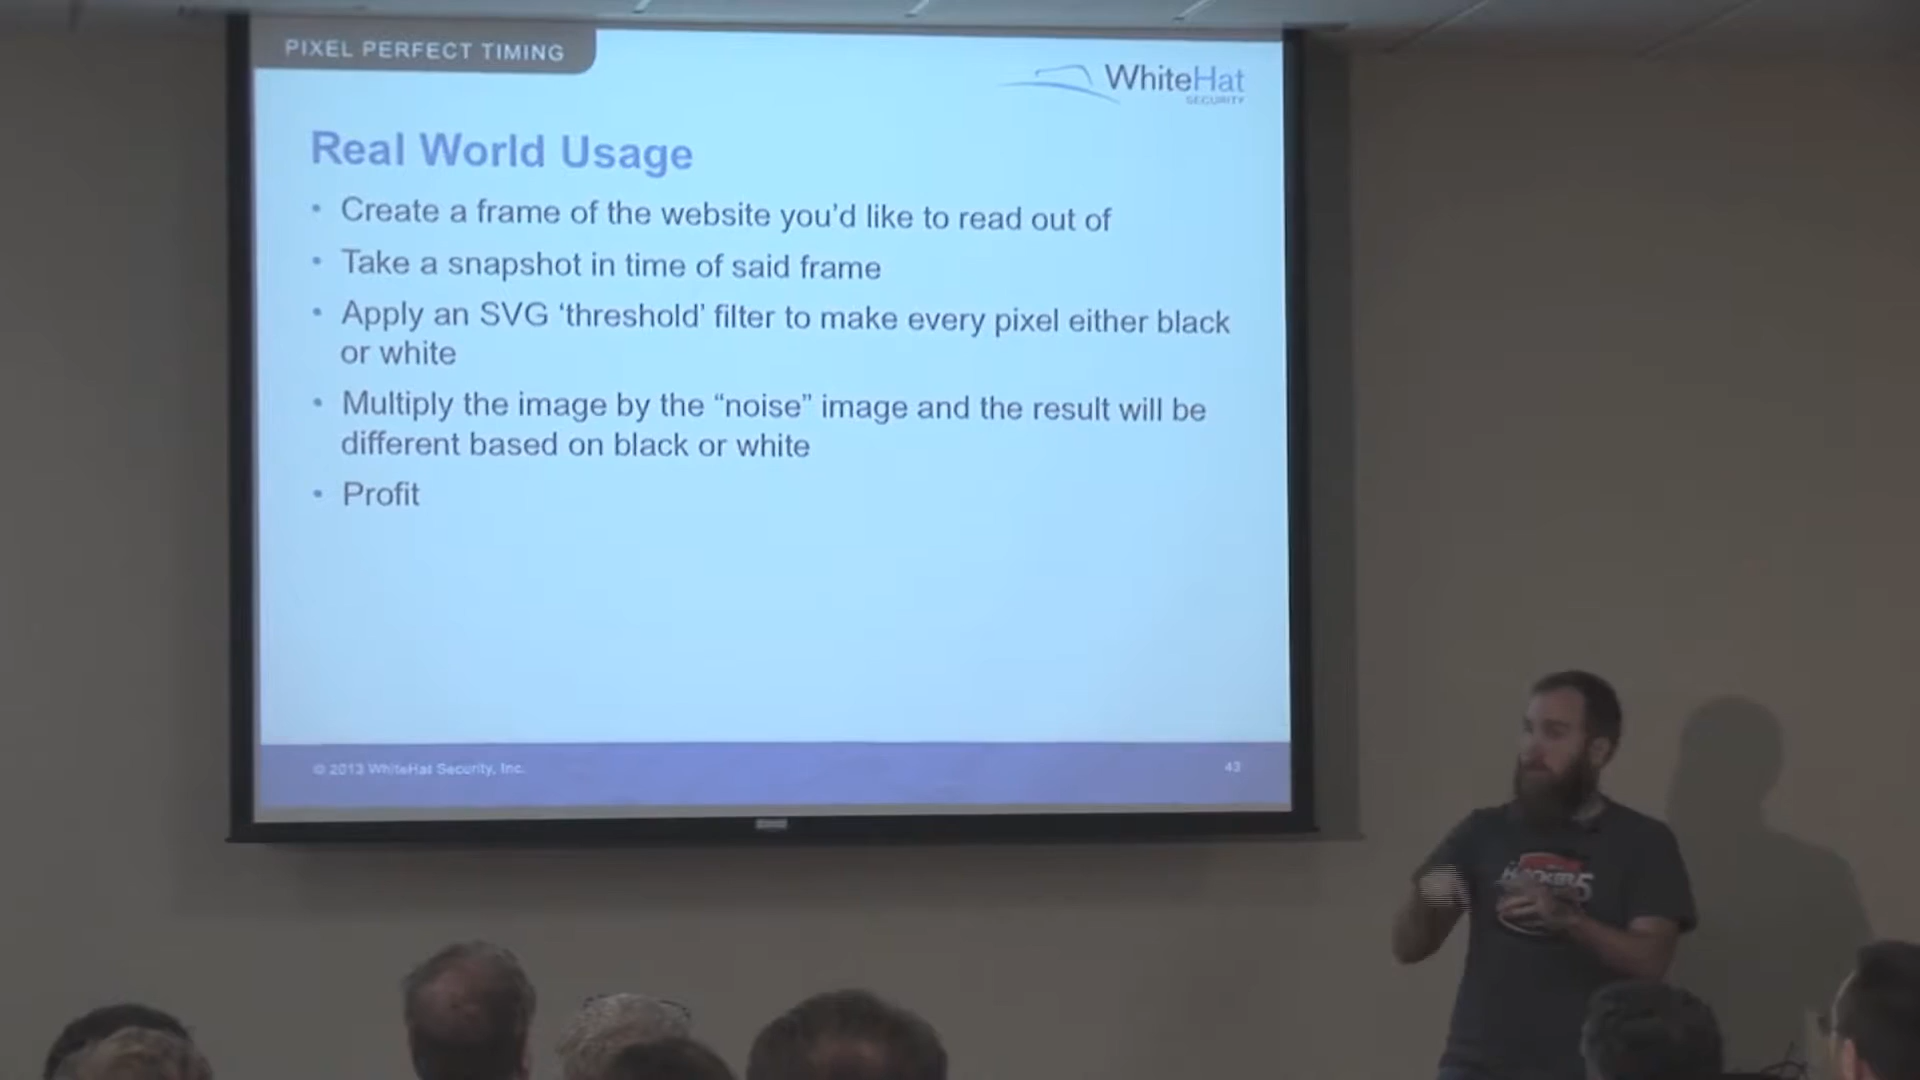 PIXEL PERFECT TIMING
WhiteHat
SECURITY
Real World Usage
• Create a frame of the website you’d like to read out of
• Take a snapshot in time of said frame
• Apply an SVG ‘threshold’ filter to make every pixel either black
or white
• Multiply the image by the “noise” image and the result will be
different based on black or white
• Profit
© 2013 WhiteHat Security, Inc.
43